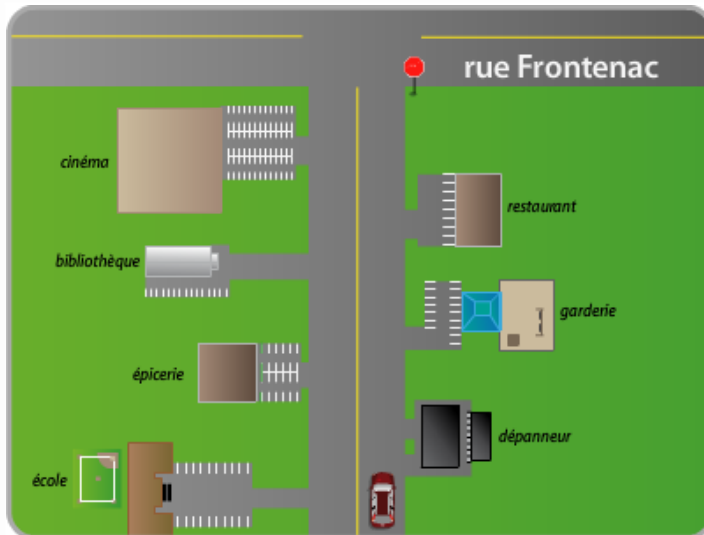 rue Frontenac
cinéma
restaurant
bibliothèque
garderie
épicerie
dépanneur
école